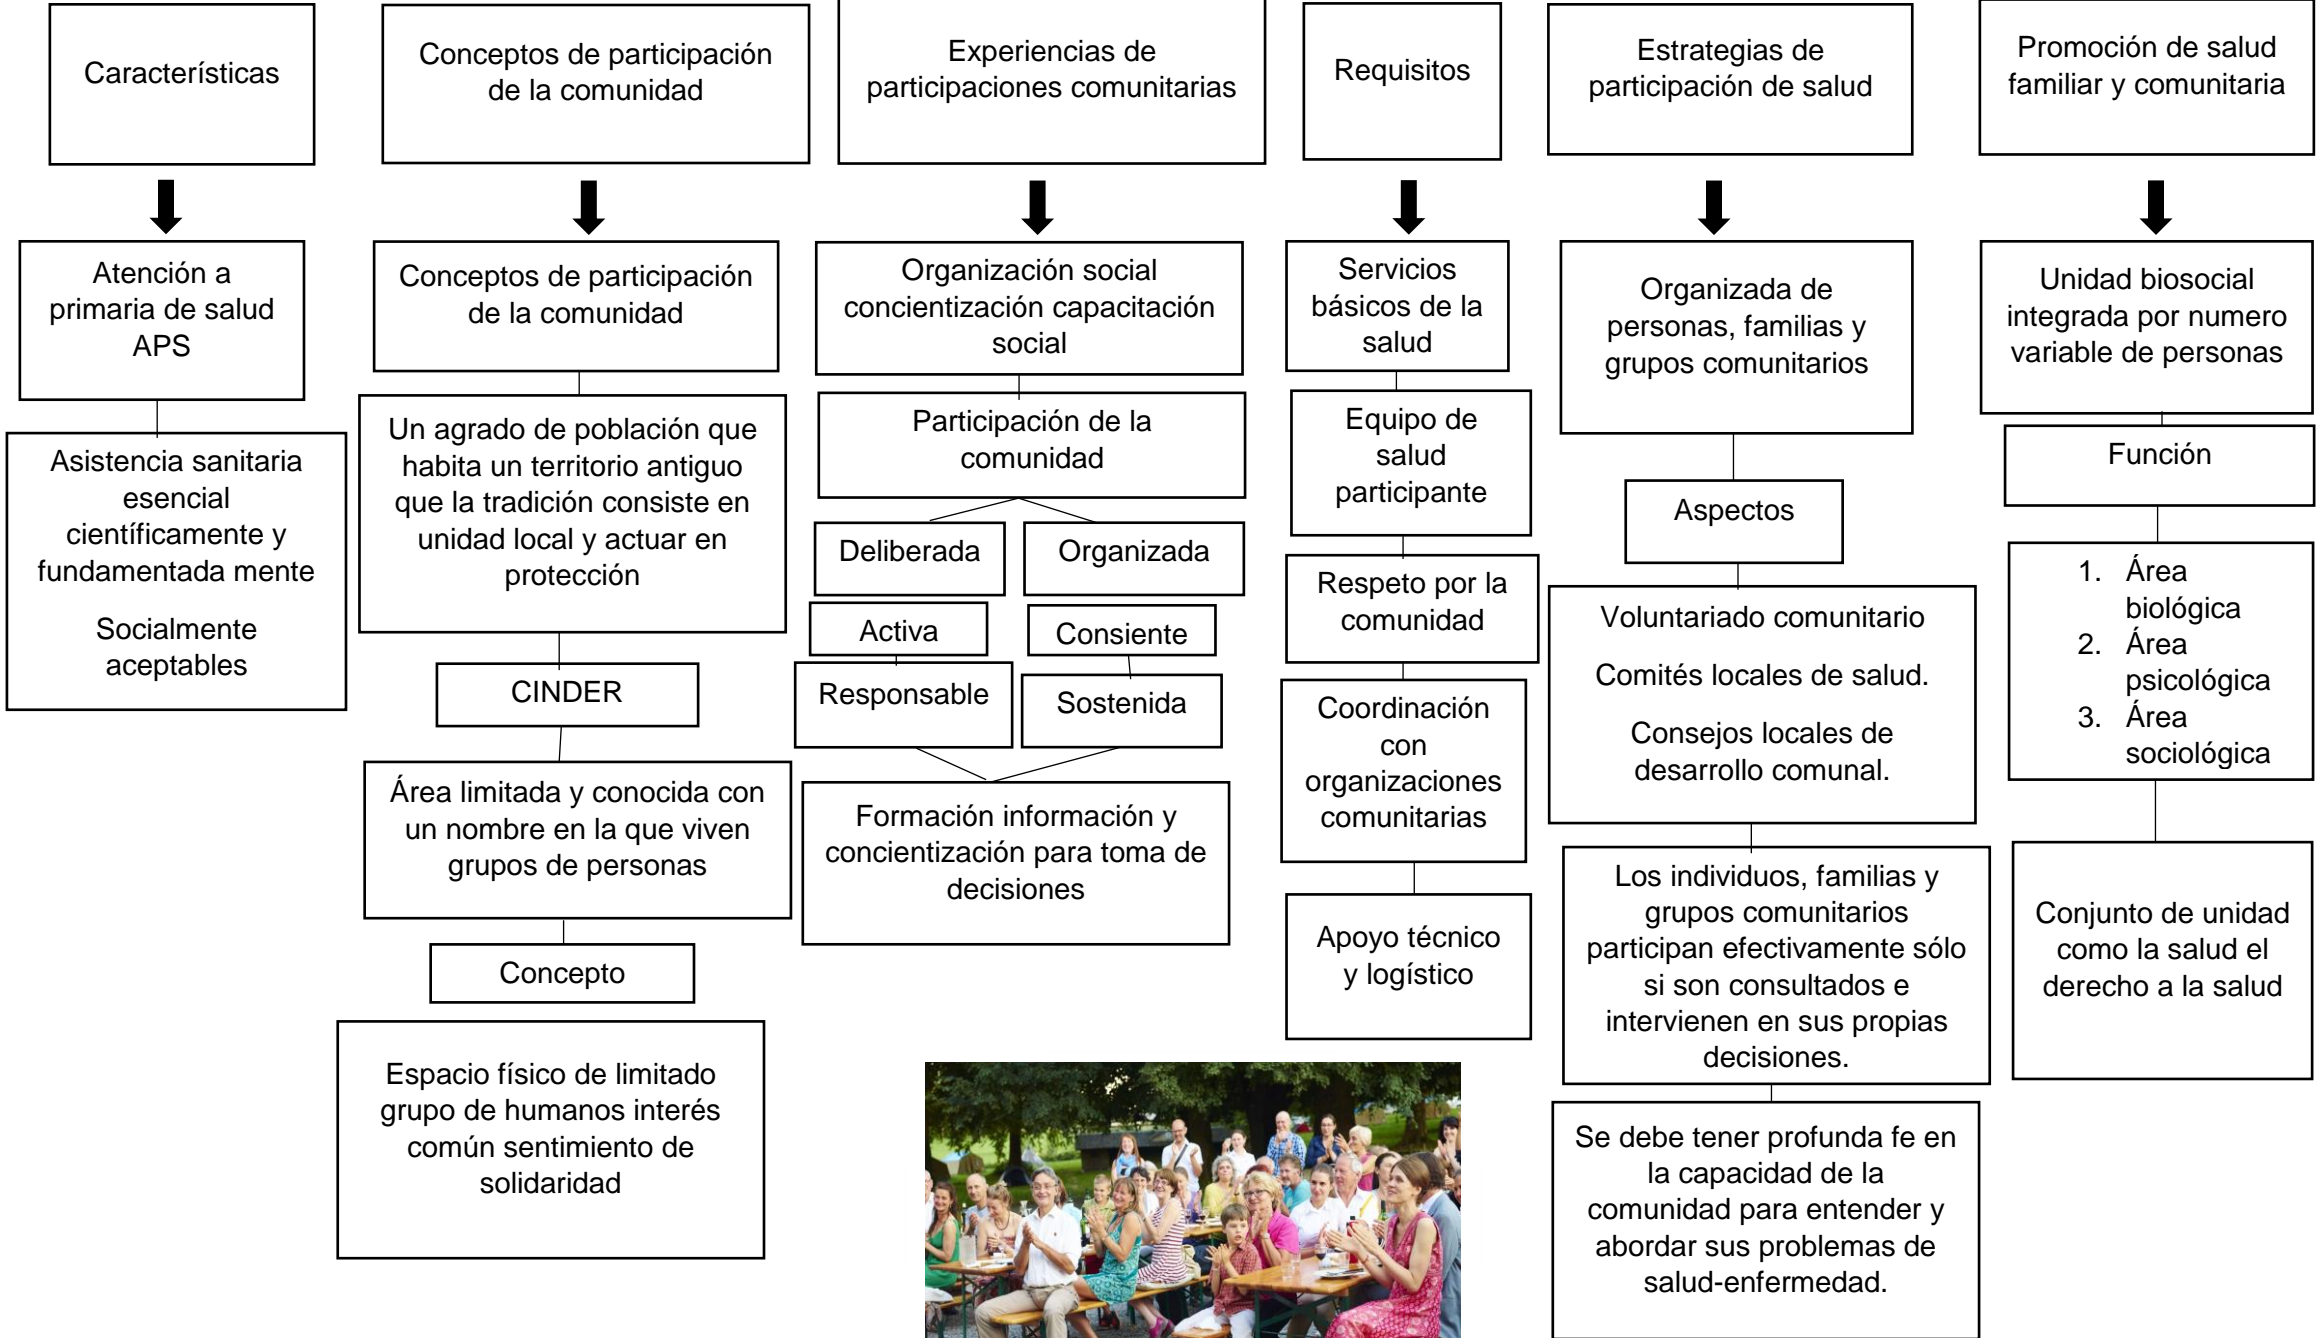 Características
Atención a
primaria de salud
APS
Asistencia sanitaria
esencial
científicamente y
fundamentada mente
Socialmente
aceptables
Conceptos de participación
de la comunidad
Conceptos de participación
de la comunidad
Un agrado de población que
habita un territorio antiguo
que la tradición consiste en
unidad local y actuar en
protección
CINDER
Área limitada y conocida con
un nombre en la que viven
grupos de personas
Concepto
Espacio físico de limitado
grupo de humanos interés
común sentimiento de
solidaridad
Experiencias de
participaciones comunitarias
Organización social
concientización capacitación
social
Participación de la
comunidad
Deliberada
Organizada
Activa
Consiente
Responsable
Sostenida
Formación información y
concientización para toma de
decisiones
Requisitos
Servicios
básicos de la
salud
Equipo de
salud
participante
Respeto por la
comunidad
Coordinación
con
organizaciones
comunitarias
Apoyo técnico
y logístico
Estrategias de
participación de salud
Organizada de
personas, familias y
grupos comunitarios
Aspectos
Voluntariado comunitario
Comités locales de salud.
Consejos locales de
desarrollo comunal.
Los individuos, familias y
grupos comunitarios
participan efectivamente sólo
si son consultados e
intervienen en sus propias
decisiones.
Se debe tener profunda fe en
la capacidad de la
comunidad para entender y
abordar sus problemas de
salud-enfermedad.
Promoción de salud
familiar y comunitaria
Unidad biosocial
integrada por numero
variable de personas
Función
1. Área
biológica
2. Área
psicológica
3. Área
sociológica
Conjunto de unidad
como la salud el
derecho a la salud